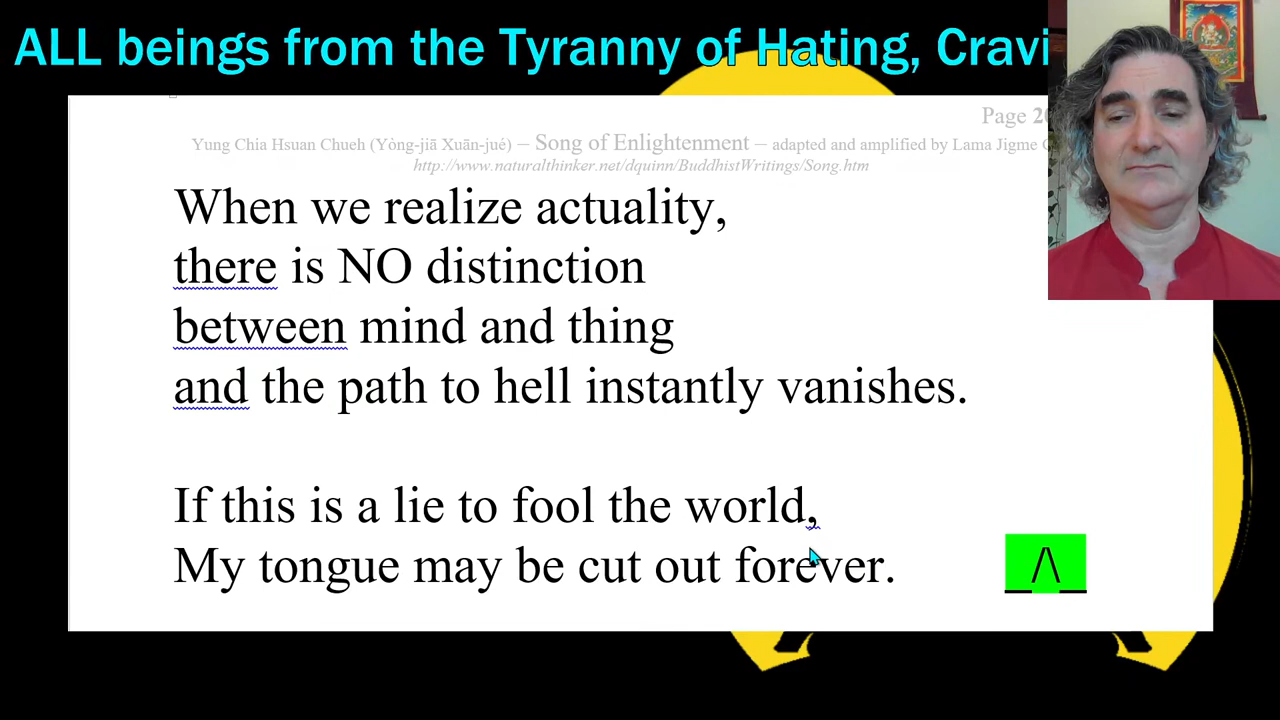 ALL beings from the Tyranny of Hating, Cravi
Page 20
Yung Chia Hsuan Chueh (Yòng-jiā Xuān-jué) – Song of Enlightenment – adapted and amplified by Lama Jigme
http://www.naturalthinker.net/dquinn/BuddhistWritings/Song.htm
When we realize actuality,
there is NO distinction
between mind and thing
and the path to hell instantly vanishes.
If this is a lie to fool the world,
My tongue may be cut out forever.
_/\_